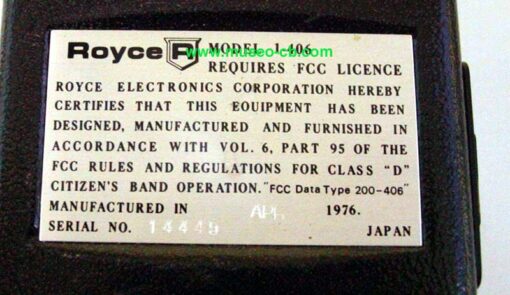 Royce R MODEL 1-406
www.museo-cb.com
REQUIRES FCC LICENCE
ROYCE ELECTRONICS CORPORATION HEREBY
CERTIFIES THAT THIS EQUIPMENT HAS BEEN
DESIGNED, MANUFACTURED AND FURNISHED IN
ACCORDANCE WITH VOL. 6, PART 95 OF THE
FCC RULES AND REGULATIONS FOR CLASS "D"
CITIZEN'S BAND OPERATION. "FCC Data Type 200-406"
MANUFACTURED IN APR 1976.
SERIAL NO. 14449 JAPAN